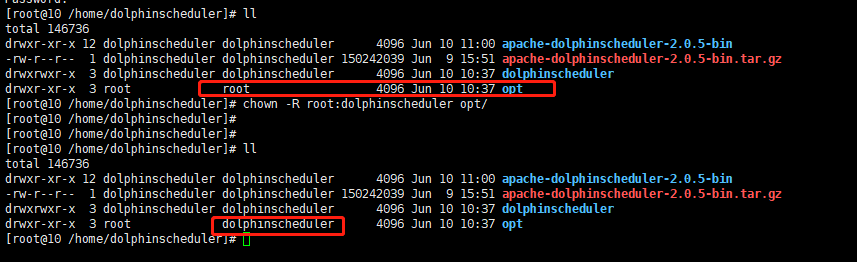 [root@10 /home/dolphinscheduler]# ll
total 146736
drwxr-xr-x 12 dolphinscheduler dolphinscheduler      4096 Jun 10 11:00 apache-dolphinscheduler-2.0.5-bin
-rw-r--r--  1 dolphinscheduler dolphinscheduler 150242039 Jun  9 15:51 apache-dolphinscheduler-2.0.5-bin.tar.gz
drwxrwxr-x  3 dolphinscheduler dolphinscheduler      4096 Jun 10 10:37 dolphinscheduler
drwxr-xr-x  3 root             root                  4096 Jun 10 10:37 opt
[root@10 /home/dolphinscheduler]# chown -R root:dolphinscheduler opt/
[root@10 /home/dolphinscheduler]#
[root@10 /home/dolphinscheduler]#
[root@10 /home/dolphinscheduler]# ll
total 146736
drwxr-xr-x 12 dolphinscheduler dolphinscheduler      4096 Jun 10 11:00 apache-dolphinscheduler-2.0.5-bin
-rw-r--r--  1 dolphinscheduler dolphinscheduler 150242039 Jun  9 15:51 apache-dolphinscheduler-2.0.5-bin.tar.gz
drwxrwxr-x  3 dolphinscheduler dolphinscheduler      4096 Jun 10 10:37 dolphinscheduler
drwxr-xr-x  3 root             dolphinscheduler      4096 Jun 10 10:37 opt
[root@10 /home/dolphinscheduler]#